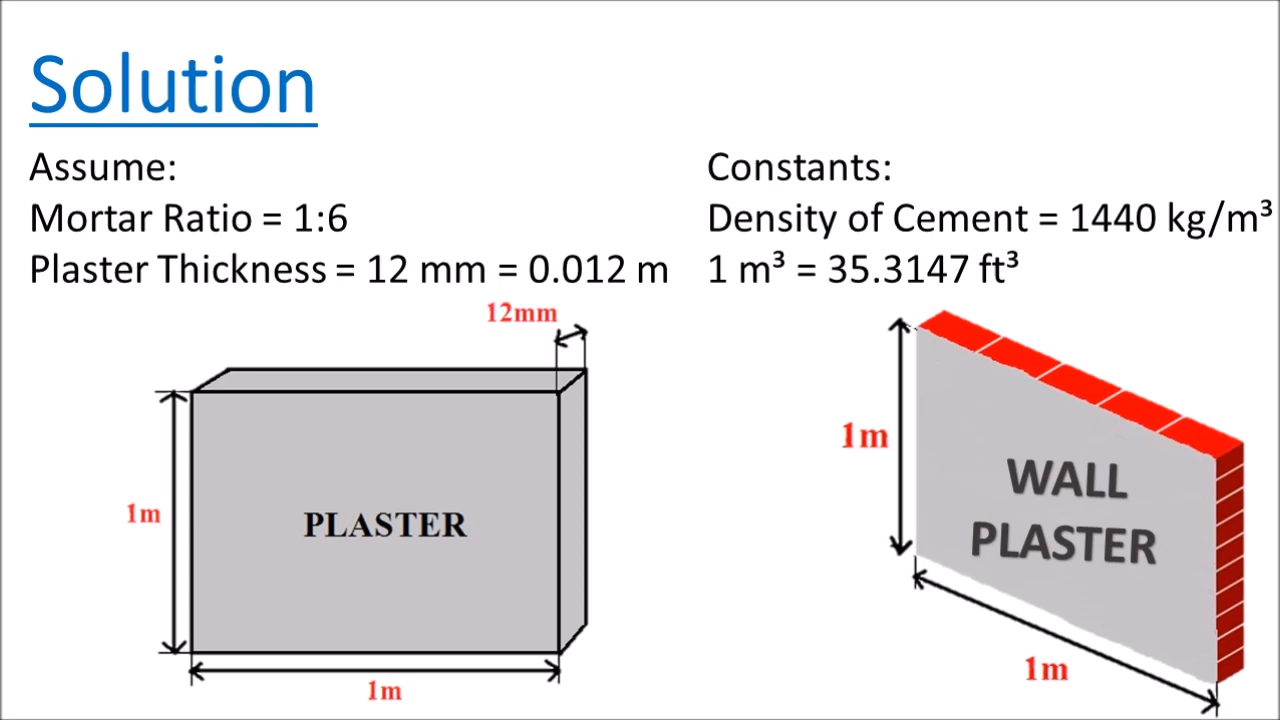 Solution
Assume:
Mortar Ratio = 1:6
Plaster Thickness = 12 mm = 0.012 m
Constants:
Density of Cement = 1440 kg/m³
1 m³ = 35.3147 ft³
12mm
1m
PLASTER
1m
1m
WALL
PLASTER
1m